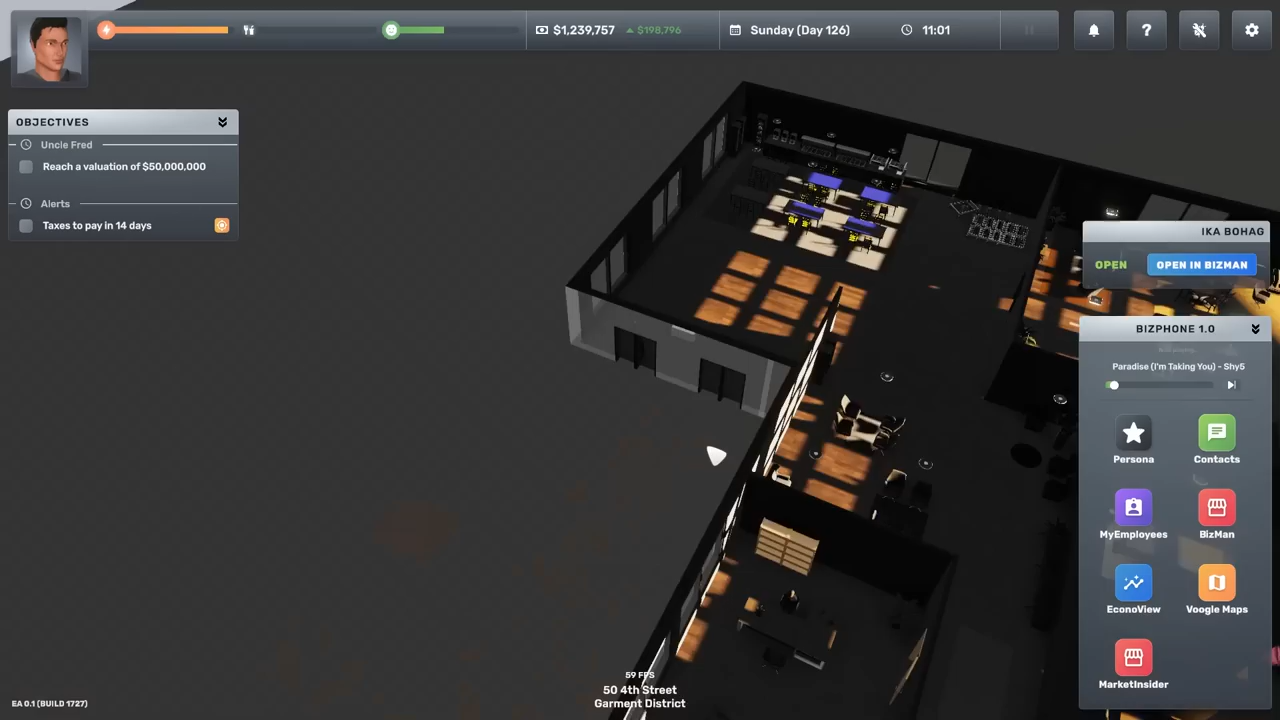 $1,239,757
$198,796
Sunday (Day 126)
11:01
?
OBJECTIVES
Uncle Fred
Reach a valuation of $50,000,000
Alerts
Taxes to pay in 14 days
IKA BOHAG
OPEN
OPEN IN BIZMAN
BIZPHONE 1.0
Paradise (I'm Taking You) - Shy5
Persona
Contacts
MyEmployees
BizMan
EconoView
Voogle Maps
MarketInsider
59 FPS
50 4th Street
Garment District
EA 0.1 (BUILD 1727)